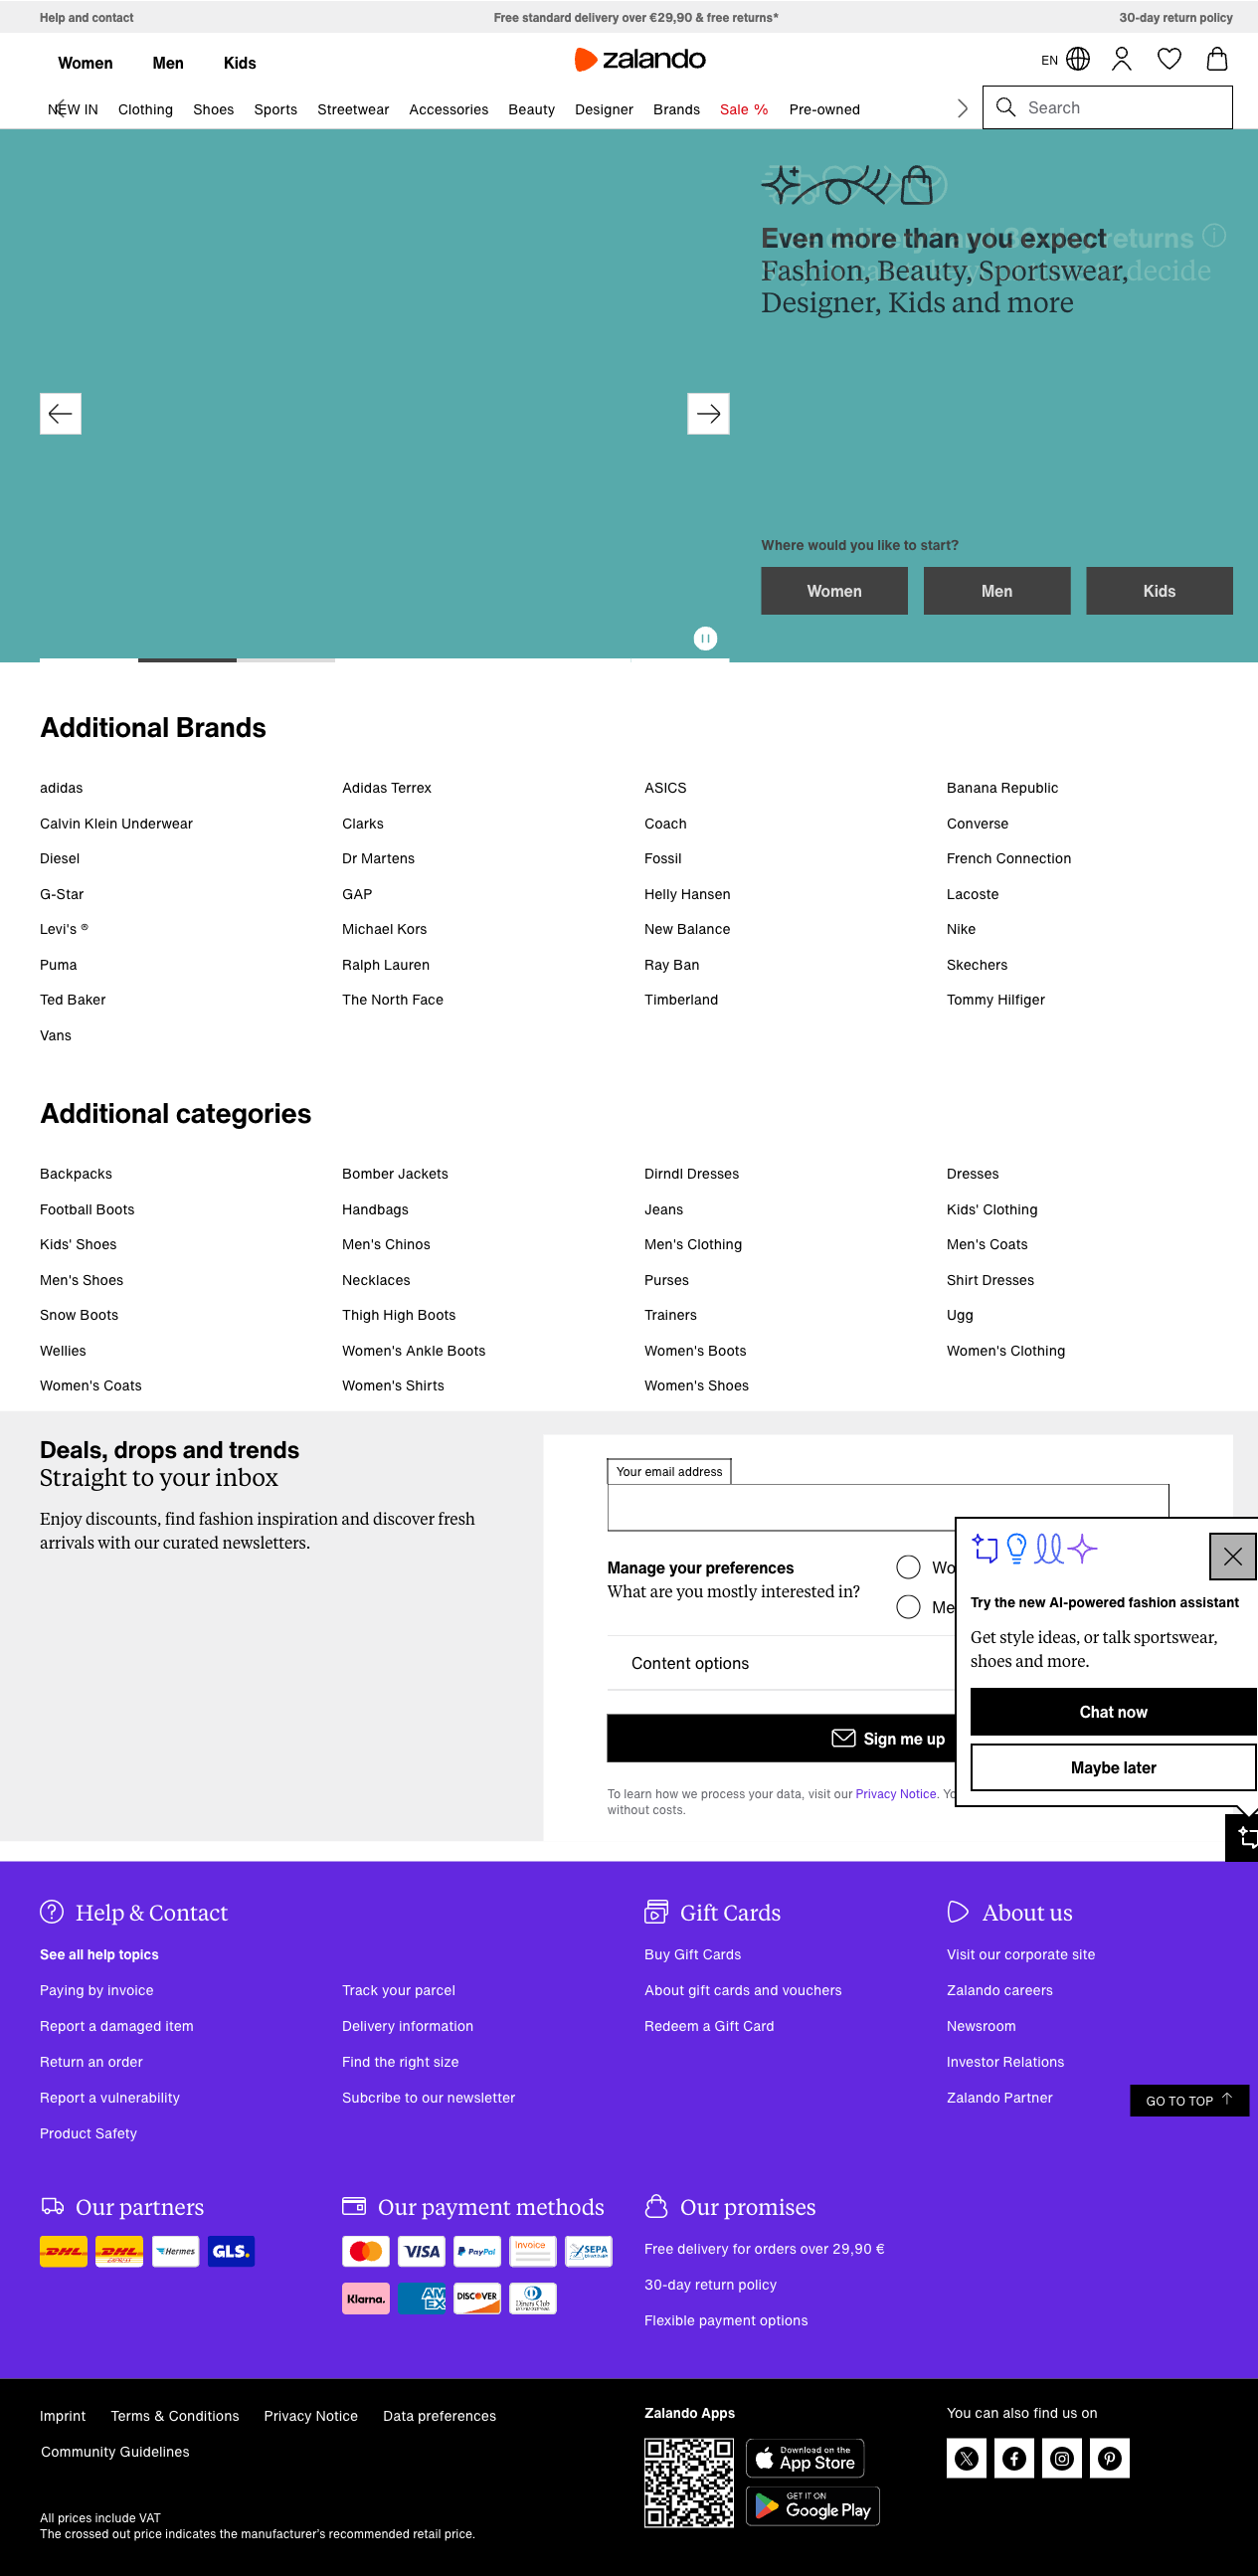 Help and contact
Free standard delivery over €29,90 & free returns*
30-day return policy
Women Men Kids
zalando
EN
NEW IN Clothing Shoes Sports Streetwear Accessories Beauty Designer Brands Sale % Pre-owned
Search
Even more than you expect
Fashion, Beauty, Sportswear,
Designer, Kids and more
returns
decide
Where would you like to start?
Women Men Kids
Additional Brands
adidas Adidas Terrex ASICS Banana Republic
Calvin Klein Underwear Clarks Coach Converse
Diesel Dr Martens Fossil French Connection
G-Star GAP Helly Hansen Lacoste
Levi's ® Michael Kors New Balance Nike
Puma Ralph Lauren Ray Ban Skechers
Ted Baker The North Face Timberland Tommy Hilfiger
Vans
Additional categories
Backpacks Bomber Jackets Dirndl Dresses Dresses
Football Boots Handbags Jeans Kids' Clothing
Kids' Shoes Men's Chinos Men's Clothing Men's Coats
Men's Shoes Necklaces Purses Shirt Dresses
Snow Boots Thigh High Boots Trainers Ugg
Wellies Women's Ankle Boots Women's Boots Women's Clothing
Women's Coats Women's Shirts Women's Shoes
Deals, drops and trends
Straight to your inbox
Enjoy discounts, find fashion inspiration and discover fresh
arrivals with our curated newsletters.
Your email address
Manage your preferences
What are you mostly interested in?
Wo
Me
Content options
Sign me up
To learn how we process your data, visit our Privacy Notice. Yo
without costs.
Try the new AI-powered fashion assistant
Get style ideas, or talk sportswear,
shoes and more.
Chat now
Maybe later
Help & Contact
See all help topics
Paying by invoice Track your parcel
Report a damaged item Delivery information
Return an order Find the right size
Report a vulnerability Subcribe to our newsletter
Product Safety
Gift Cards
Buy Gift Cards
About gift cards and vouchers
Redeem a Gift Card
About us
Visit our corporate site
Zalando careers
Newsroom
Investor Relations
Zalando Partner
GO TO TOP
Our partners
DHL DHL EXPRESS Hermes GLS.
Our payment methods
VISA PayPal Invoice SEPA
Klarna. AMEX DISCOVER Diners Club
Our promises
Free delivery for orders over 29,90 €
30-day return policy
Flexible payment options
Imprint Terms & Conditions Privacy Notice Data preferences
Community Guidelines
All prices include VAT
The crossed out price indicates the manufacturer's recommended retail price.
Zalando Apps
Download on the
App Store
GET IT ON
Google Play
You can also find us on